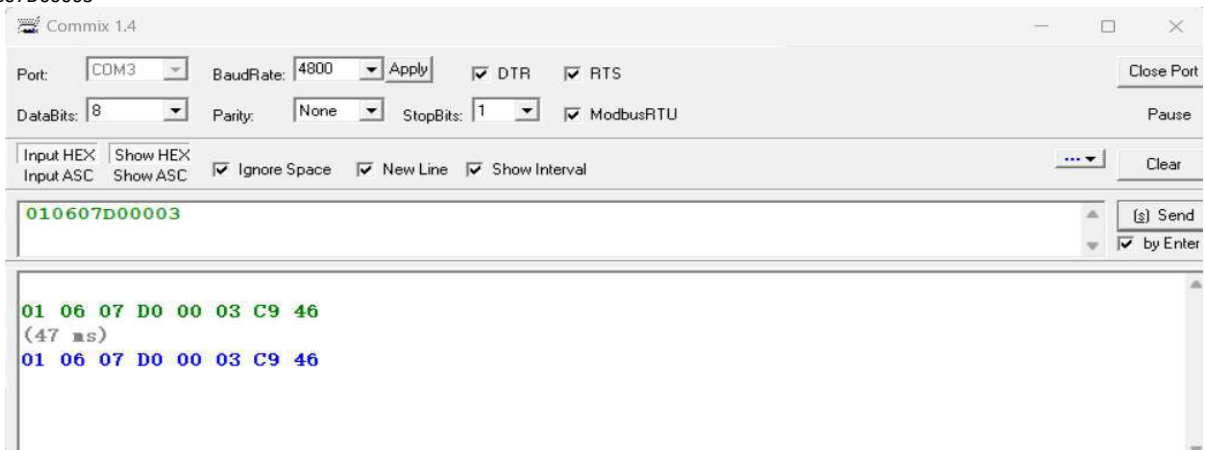 Commix 1.4
Port: COM3 BaudRate: 4800 Apply DTR RTS Close Port
DataBits: 8 Parity: None StopBits: 1 ModbusRTU Pause
Input HEX Show HEX
Input ASC Show ASC Ignore Space New Line Show Interval ... Clear
010607D00003 (s) Send
by Enter
01 06 07 D0 00 03 C9 46
(47 ms)
01 06 07 D0 00 03 C9 46